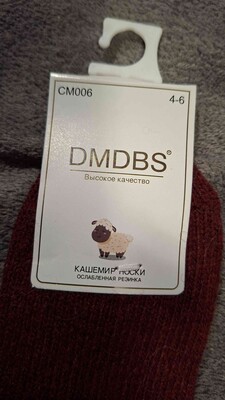 CM006 4-6
DMDBS®
Высокое качество
КАШЕМИР НОСКИ
ОСЛАБЛЕННАЯ РЕЗИНКА